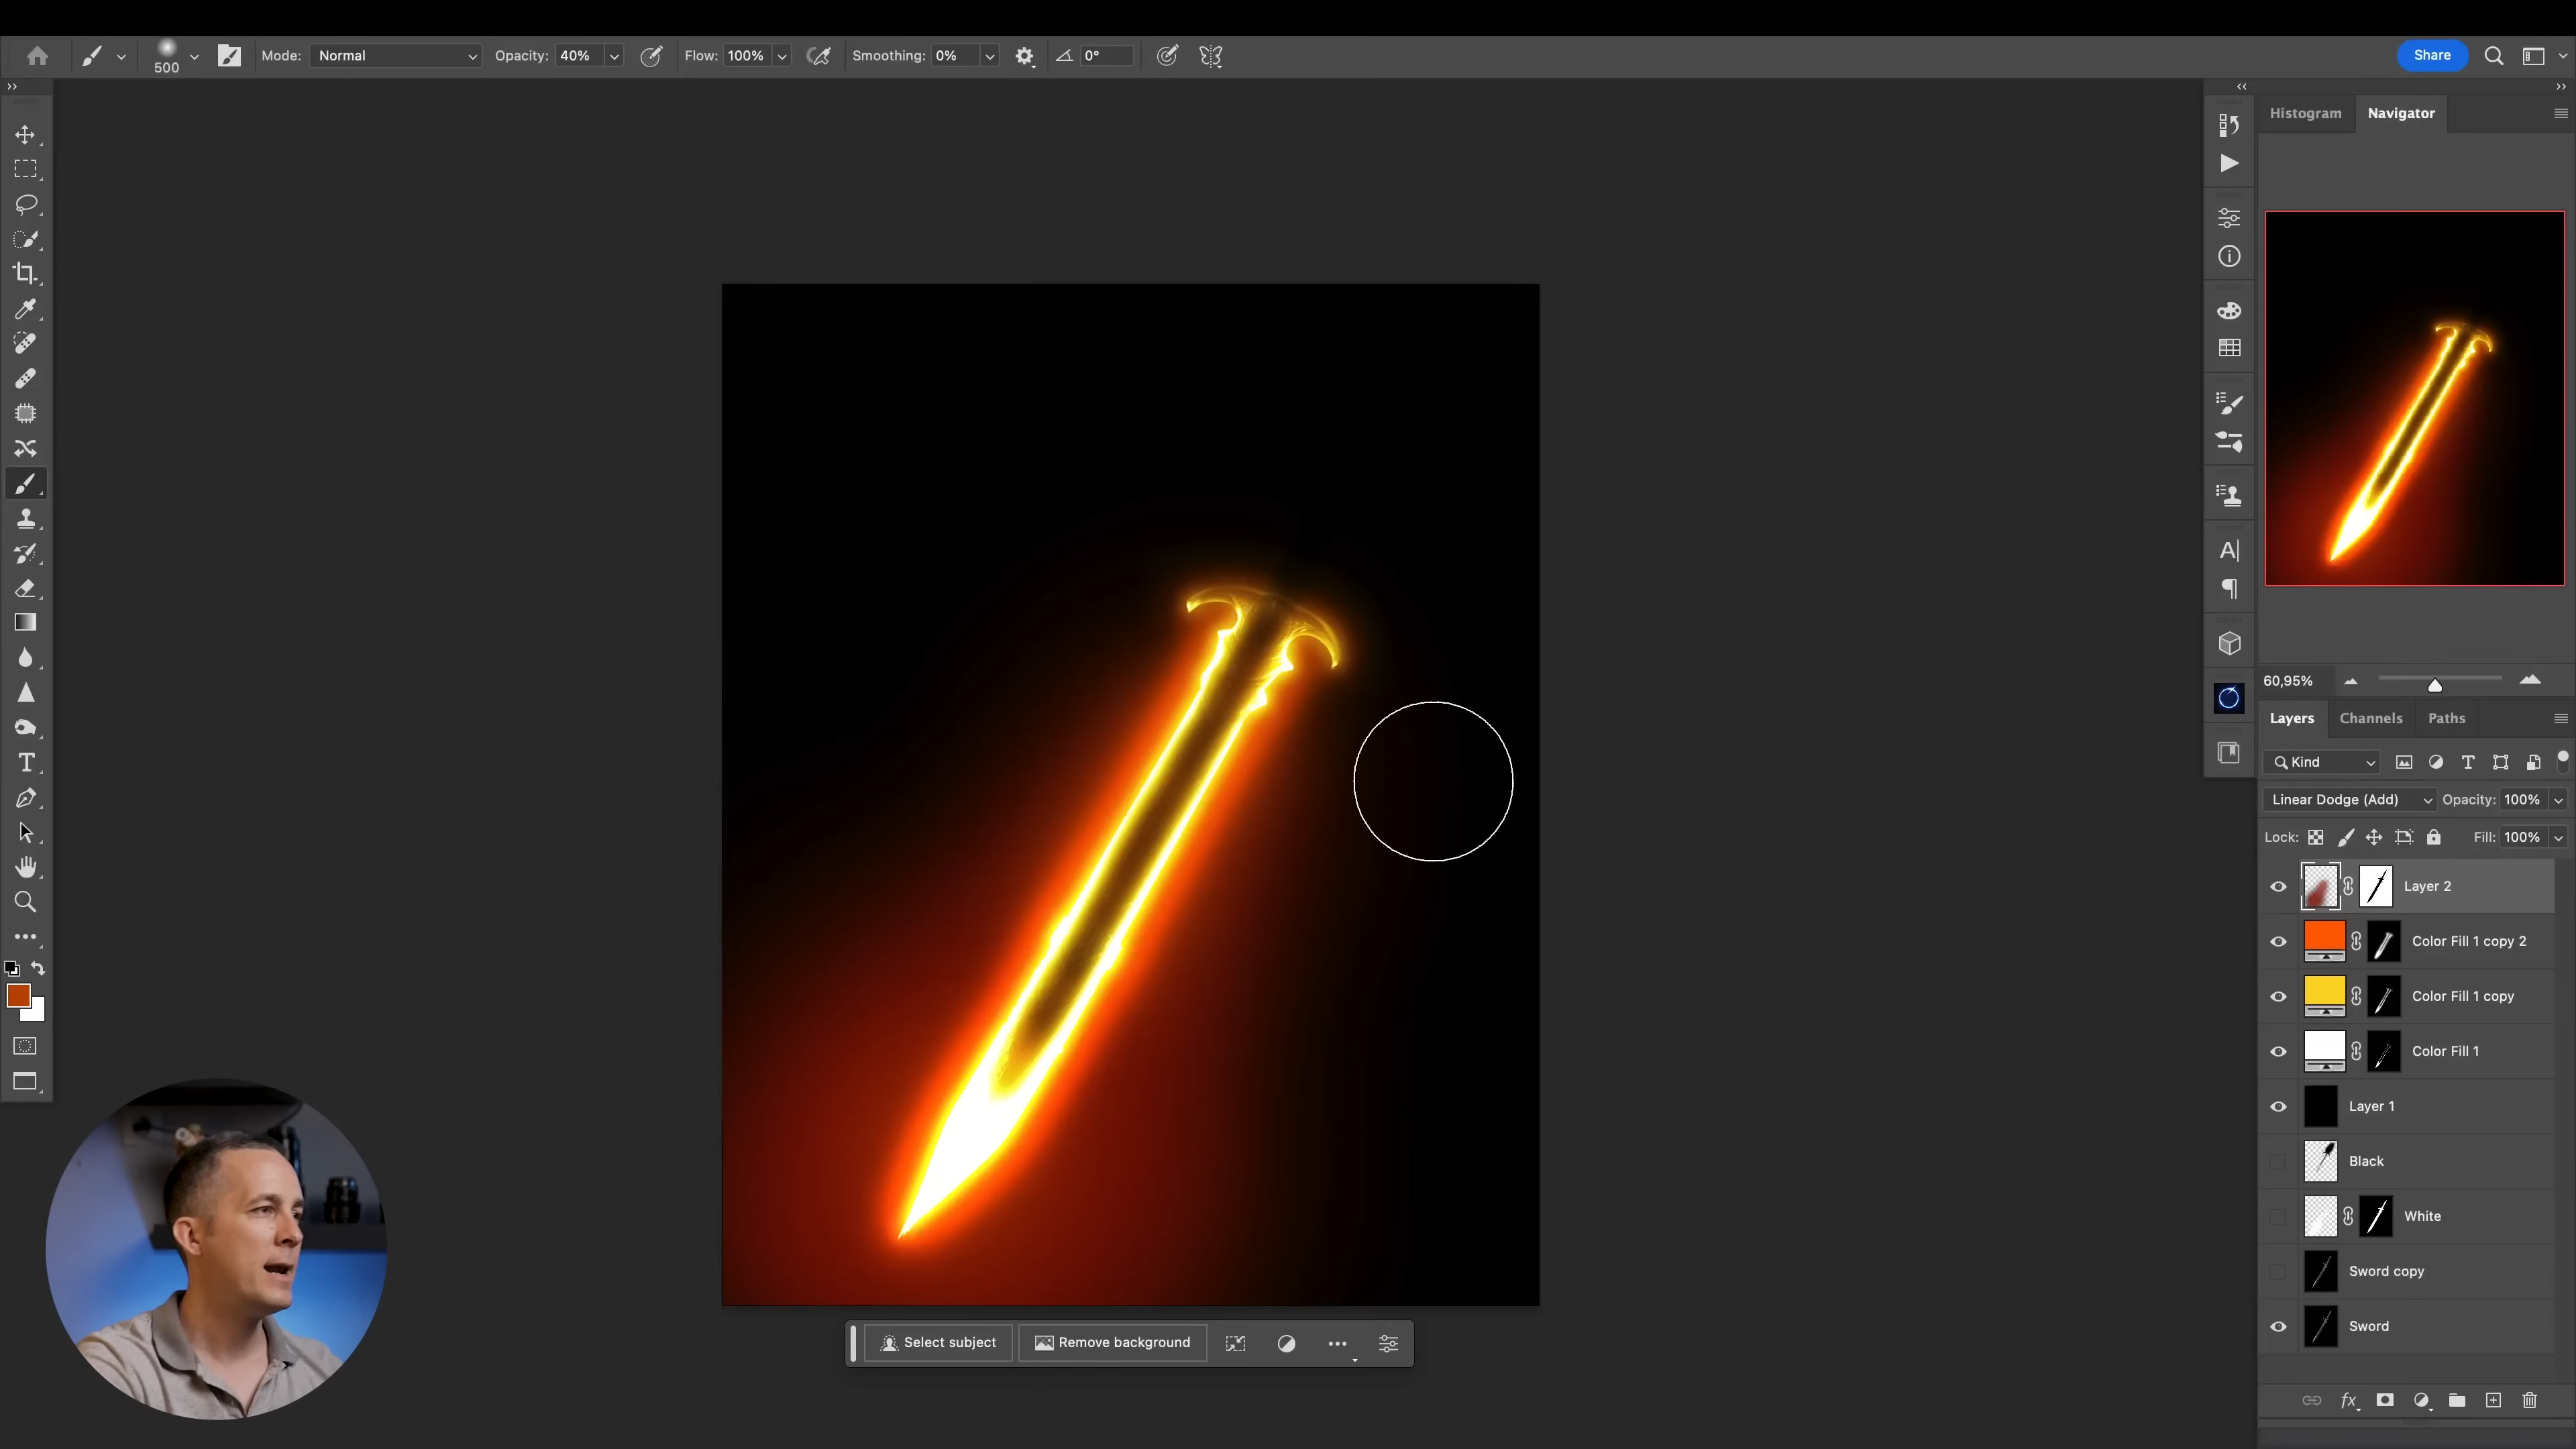 500
Mode: Normal
Opacity: 40%
Flow: 100%
Smoothing: 0%
0°
Share
Histogram
Navigator
60,95%
Layers
Channels
Paths
Kind
Linear Dodge (Add)
Opacity: 100%
Lock:
Fill: 100%
Layer 2
Color Fill 1 copy 2
Color Fill 1 copy
Color Fill 1
Layer 1
Black
White
Sword copy
Sword
Select subject
Remove background